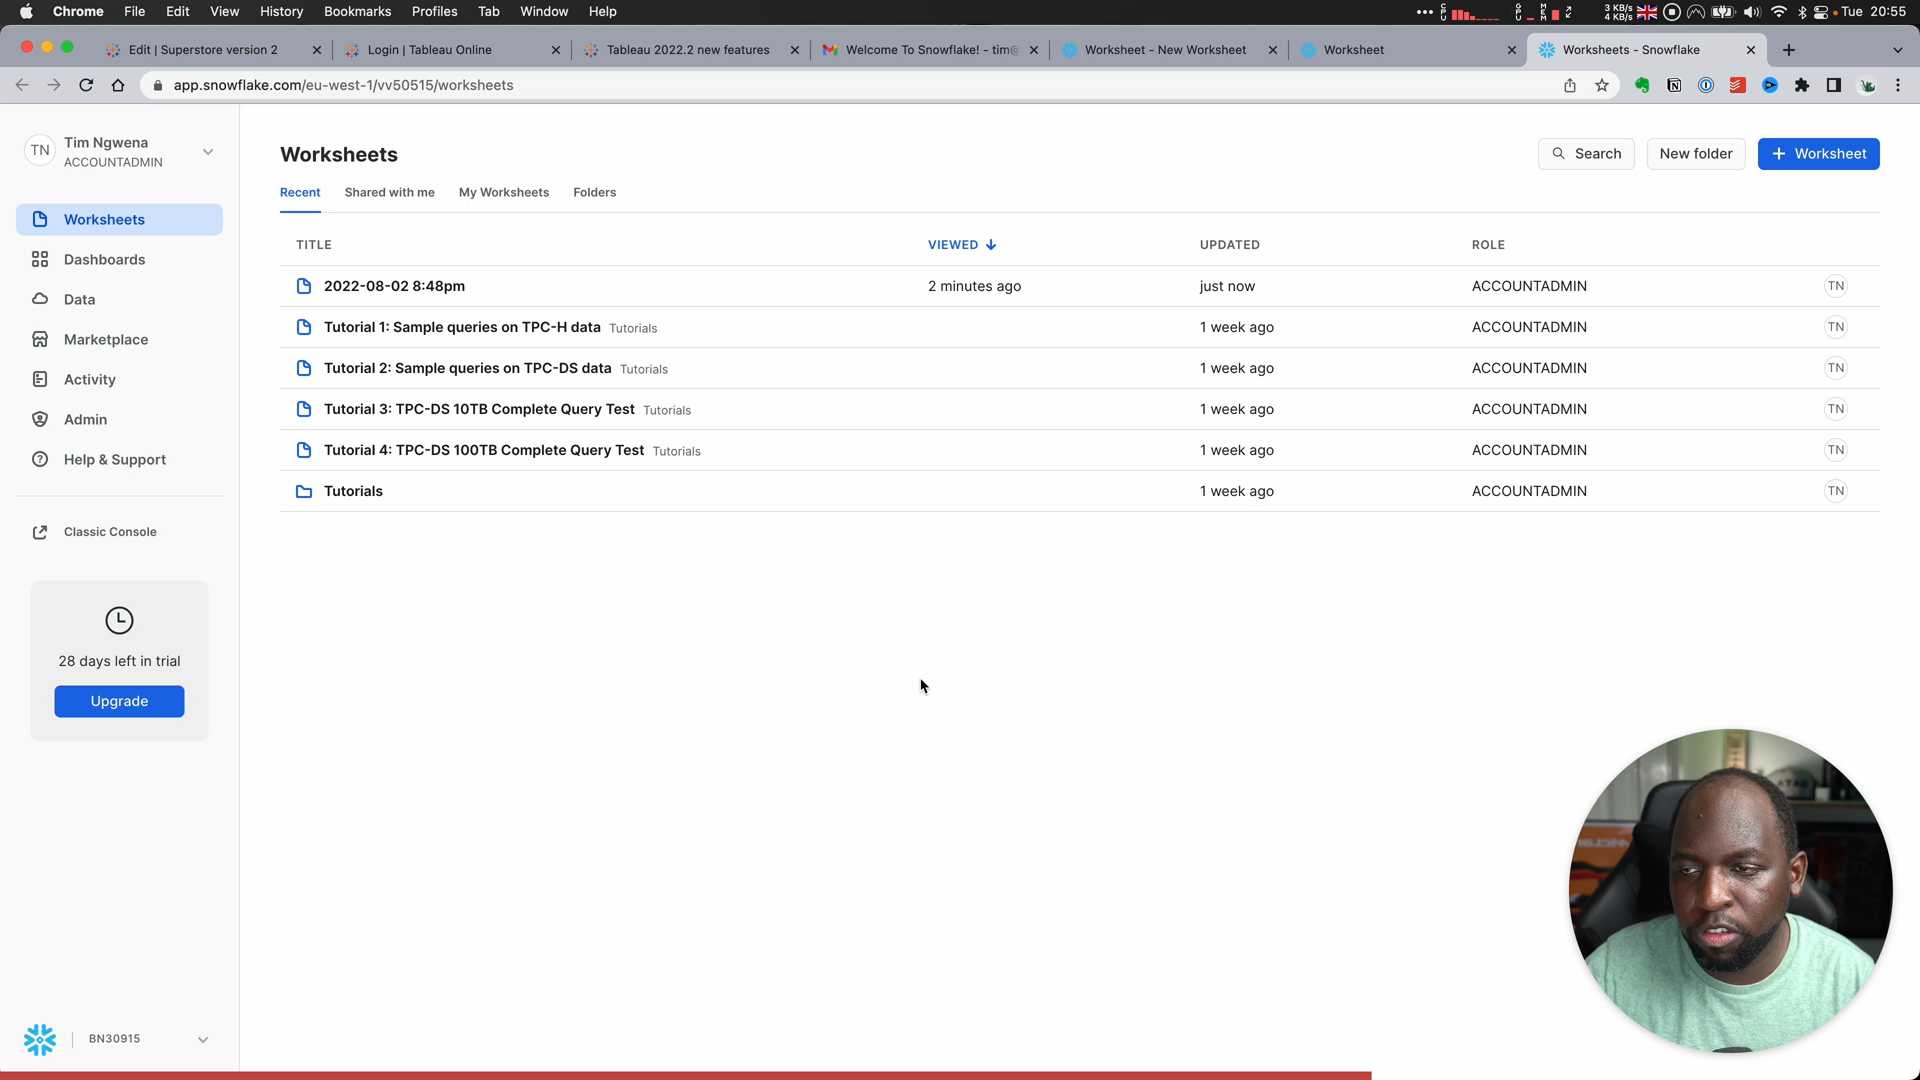 Chrome File Edit View History Bookmarks Profiles Tab Window Help
3 KB/s
4 KB/s
Tue 20:55
Edit | Superstore version 2
Login | Tableau Online
Tableau 2022.2 new features
Welcome To Snowflake! - tim@
Worksheet - New Worksheet
Worksheet
Worksheets - Snowflake
app.snowflake.com/eu-west-1/vv50515/worksheets
TN
Tim Ngwena
ACCOUNTADMIN
Worksheets
Dashboards
Data
Marketplace
Activity
Admin
Help & Support
Classic Console
28 days left in trial
Upgrade
BN30915
Worksheets
Search
New folder
+ Worksheet
Recent Shared with me My Worksheets Folders
TITLE VIEWED UPDATED ROLE
2022-08-02 8:48pm 2 minutes ago just now ACCOUNTADMIN TN
Tutorial 1: Sample queries on TPC-H data Tutorials 1 week ago ACCOUNTADMIN TN
Tutorial 2: Sample queries on TPC-DS data Tutorials 1 week ago ACCOUNTADMIN TN
Tutorial 3: TPC-DS 10TB Complete Query Test Tutorials 1 week ago ACCOUNTADMIN TN
Tutorial 4: TPC-DS 100TB Complete Query Test Tutorials 1 week ago ACCOUNTADMIN TN
Tutorials 1 week ago ACCOUNTADMIN TN